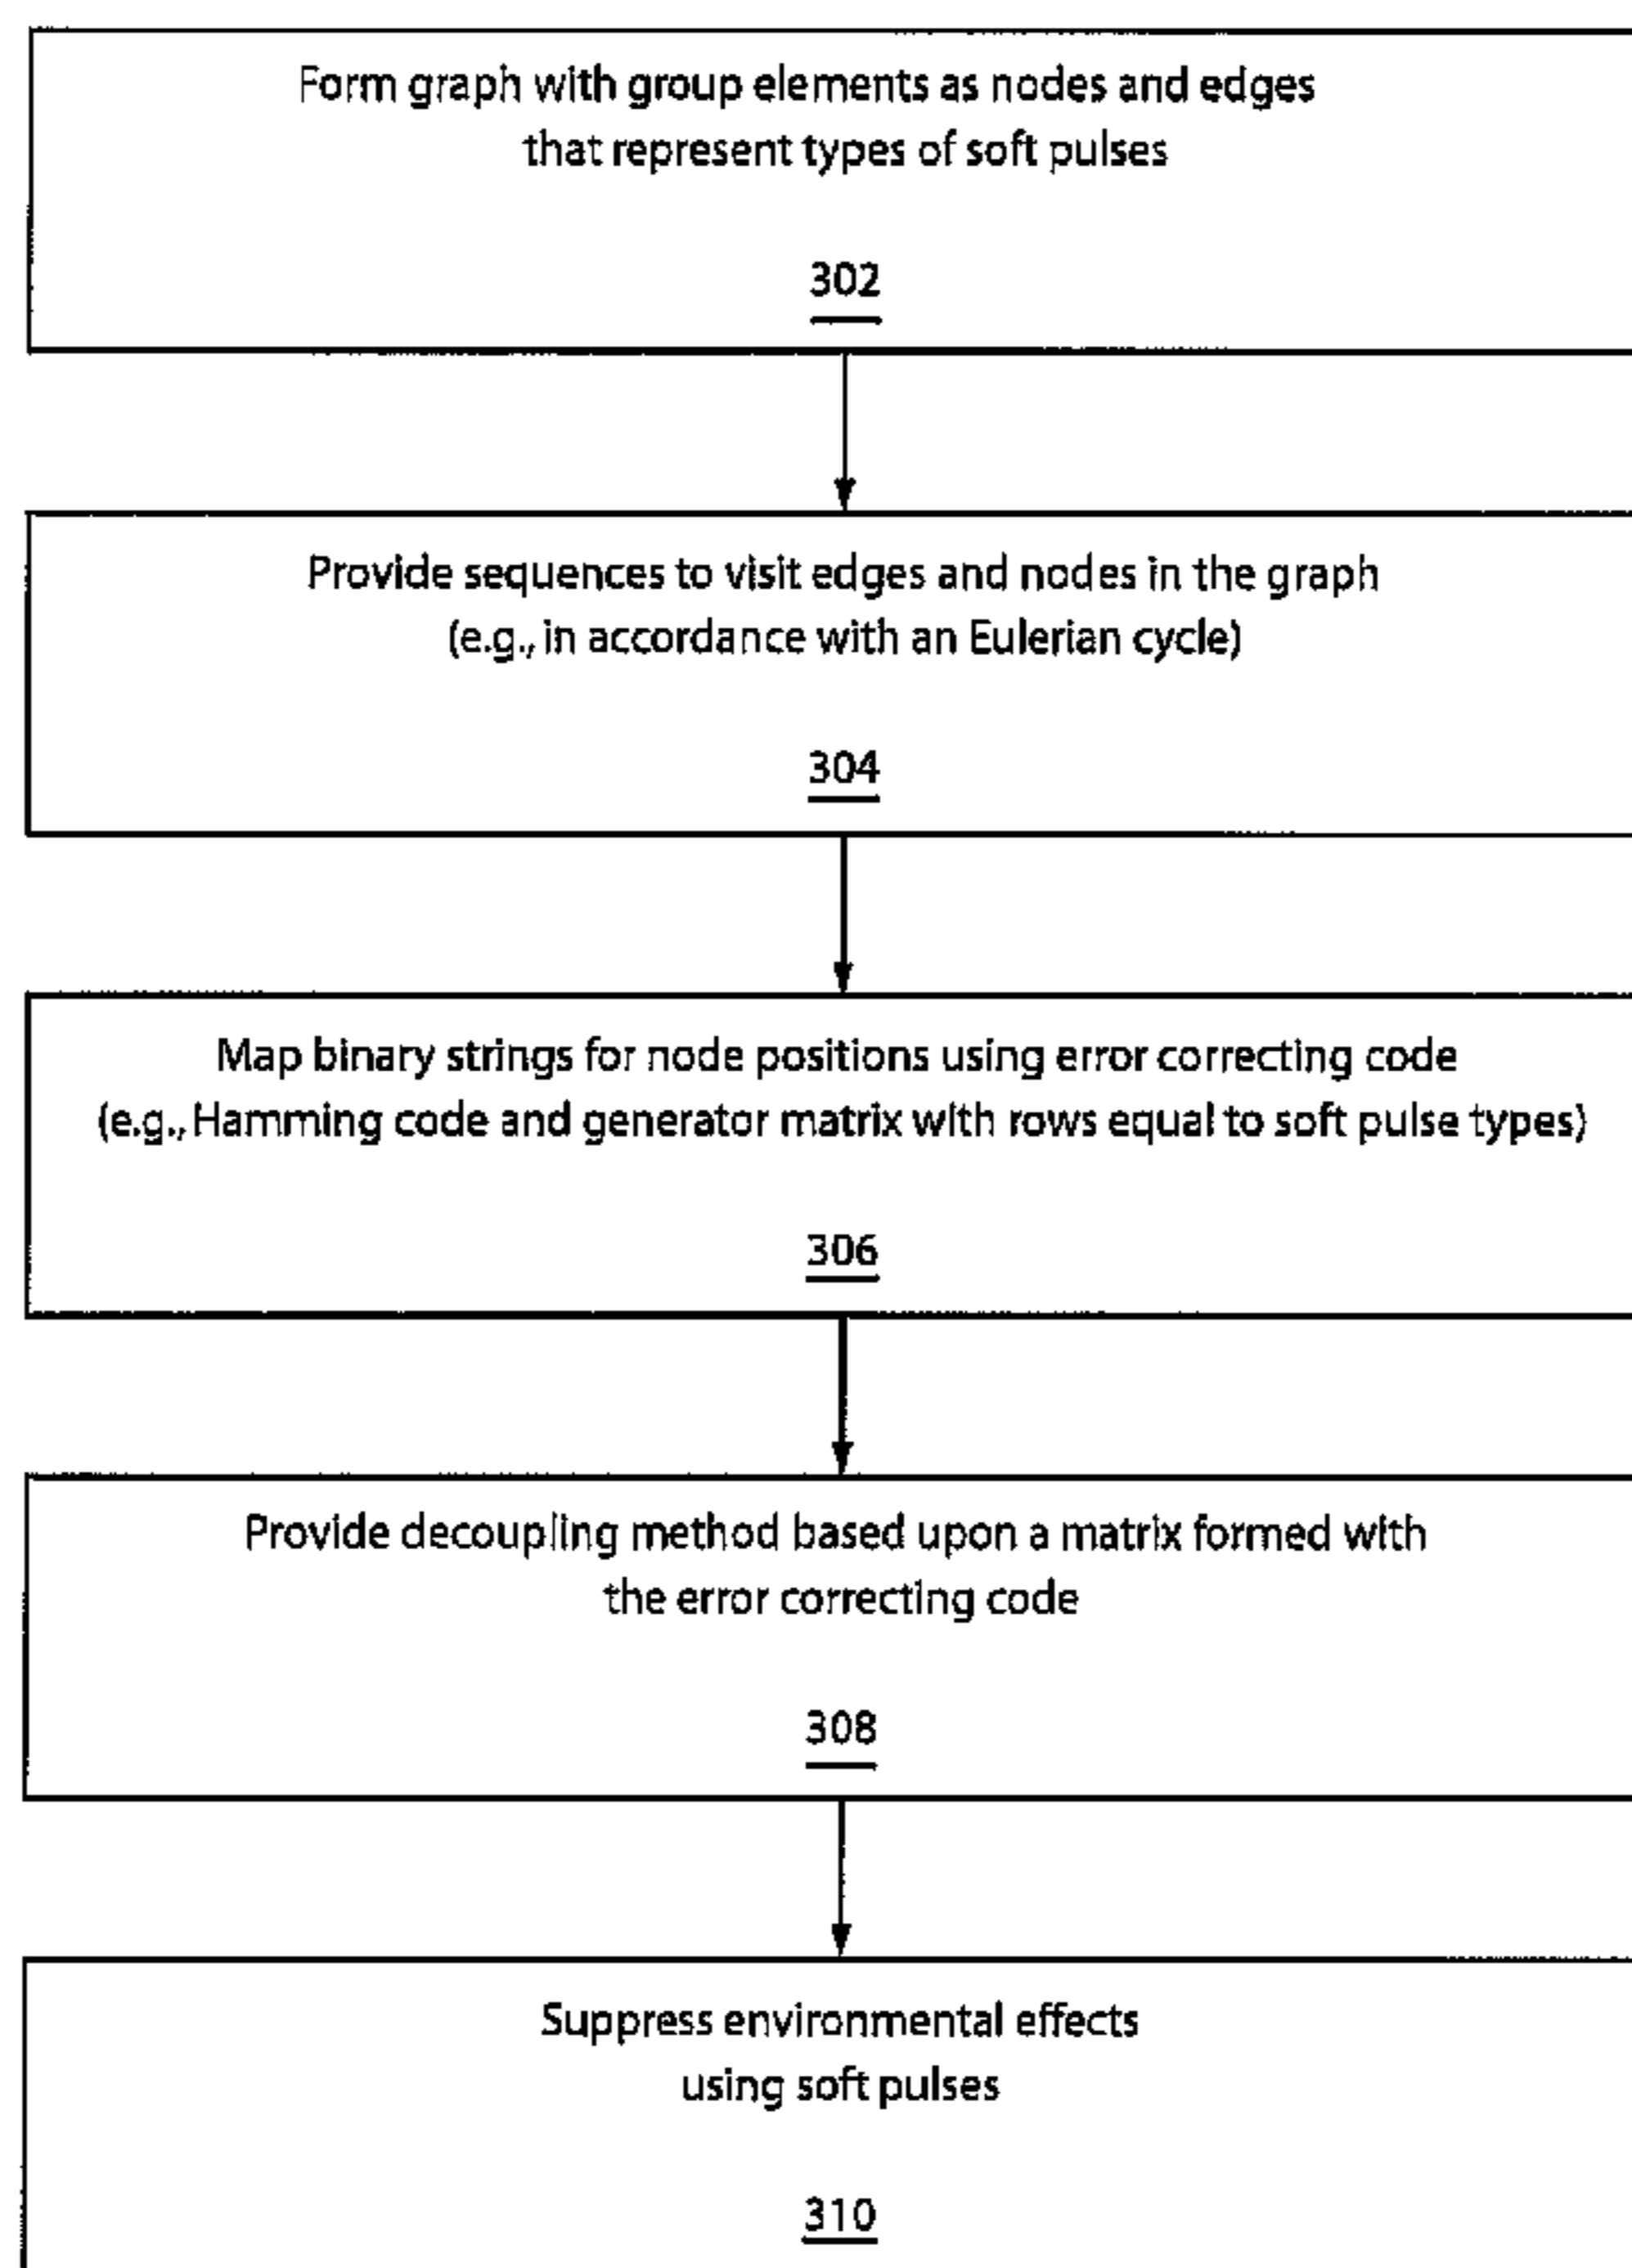 Form graph with group elements as nodes and edges
that represent types of soft pulses
302
Provide sequences to visit edges and nodes in the graph
(e.g., in accordance with an Eulerian cycle)
304
Map binary strings for node positions using error correcting code
(e.g., Hamming code and generator matrix with rows equal to soft pulse types)
306
Provide decoupling method based upon a matrix formed with
the error correcting code
308
Suppress environmental effects
using soft pulses
310